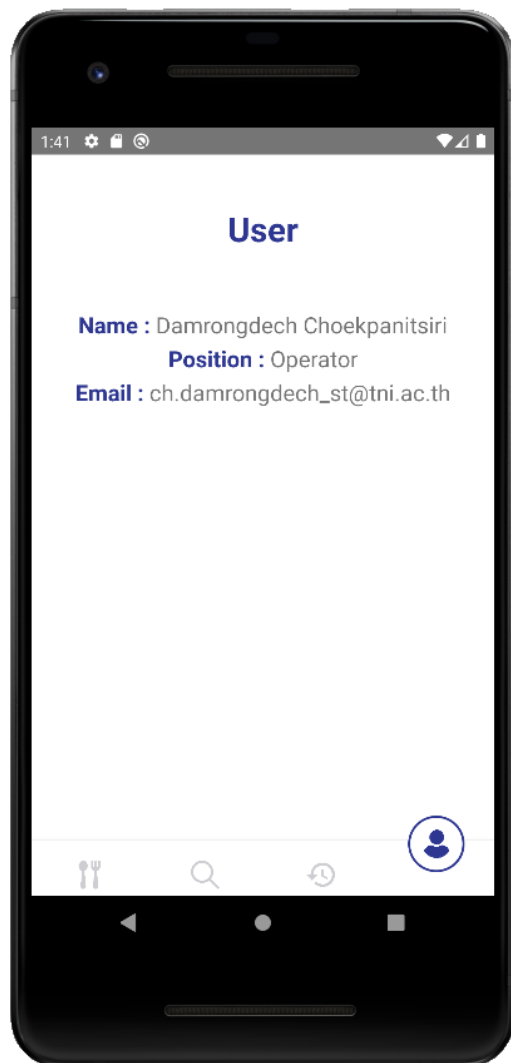 1:41
User
Name : Damrongdech Choekpanitsiri
Position : Operator
Email : ch.damrongdech_st@tni.ac.th